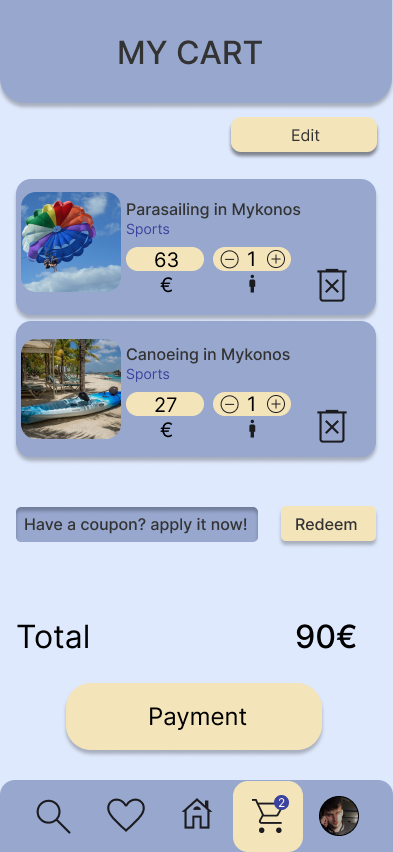 MY CART
Edit
Parasailing in Mykonos
Sports
63
1
€
Canoeing in Mykonos
Sports
27
1
€
Have a coupon? apply it now!
Redeem
Total
90€
Payment
2